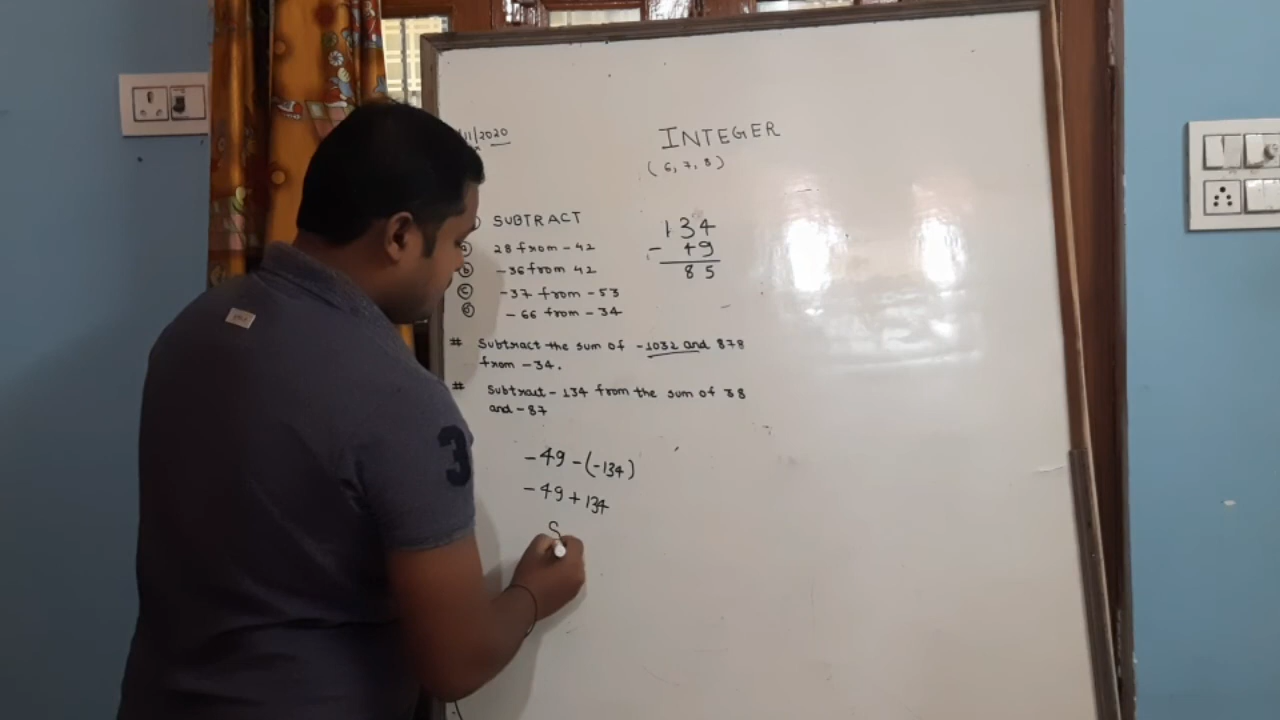 /11/2020
INTEGER
(6, 7, 8)
SUBTRACT
(a) 28 from - 42
(b) -36 from 42
(c) -37 from - 53
(d) - 66 from - 34
134
- 49
85
# Subtract the sum of -1032 and 878
from - 34.
# Subtract - 134 from the sum of 38
and - 87
- 49 - (-134)
- 49 + 134
3